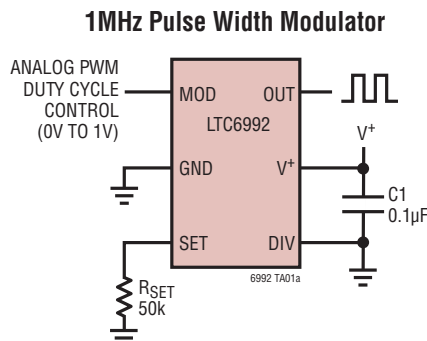 1MHz Pulse Width Modulator
ANALOG PWM
DUTY CYCLE
CONTROL
(0V TO 1V)
MOD
OUT
LTC6992
GND
V+
V+
C1
0.1µF
SET
DIV
6992 TA01a
RSET
50k